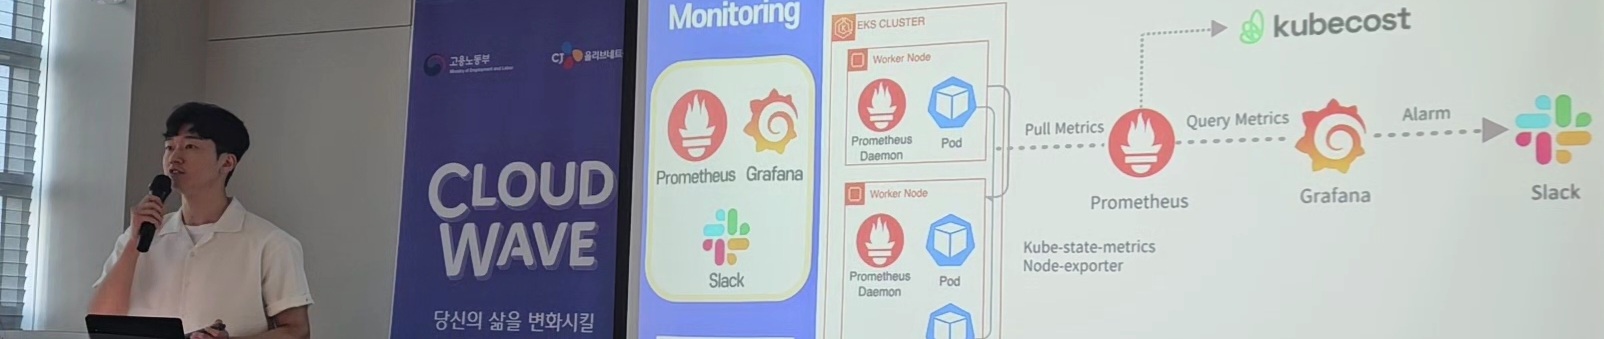 고용노동부
Ministry of Employment and Labor
CJ 올리브네트
CLOUD
WAVE
당신의 삶을 변화시킬
Monitoring
Prometheus
Grafana
Slack
EKS CLUSTER
Worker Node
Prometheus
Daemon
Pod
Worker Node
Prometheus
Daemon
Pod
Pull Metrics
Prometheus
Kube-state-metrics
Node-exporter
kubecost
Query Metrics
Grafana
Alarm
Slack